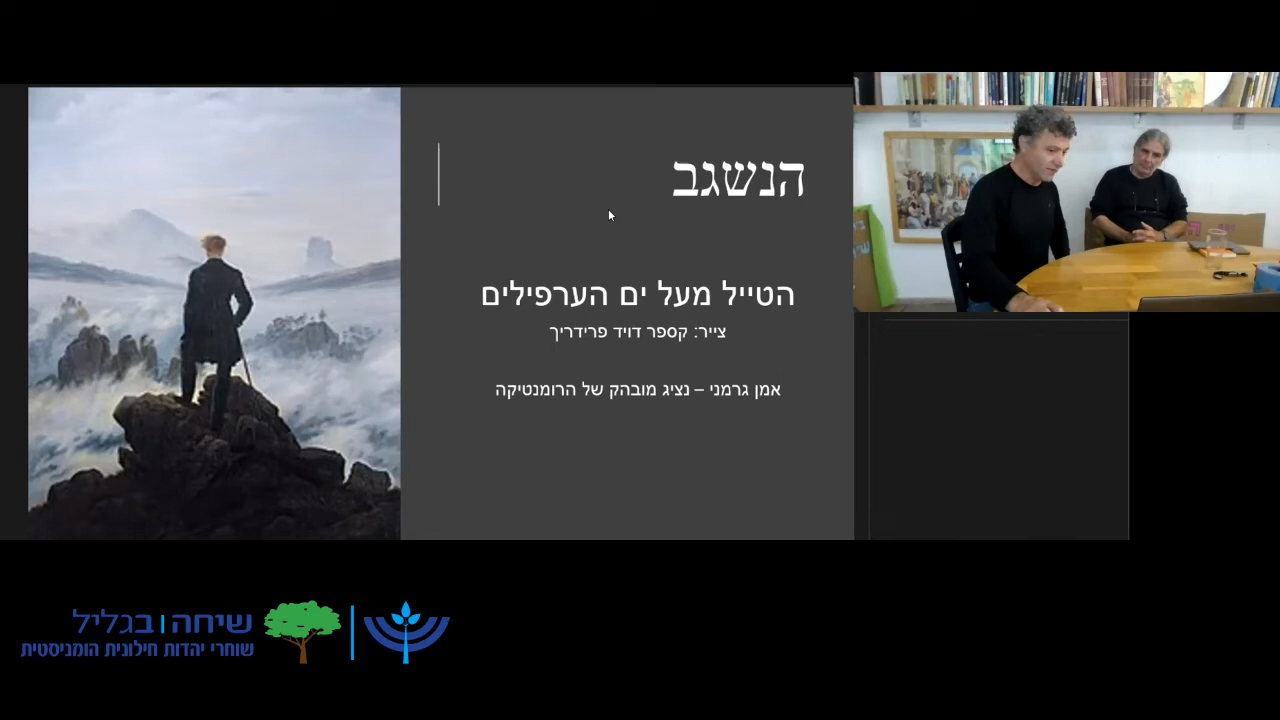 הנשגב
הטייל מעל ים הערפילים
צייר: קספר דויד פרידריך
אמן גרמני – נציג מובהק של הרומנטיקה
שיחה | בגליל
שוחרי יהדות חילונית הומניסטית